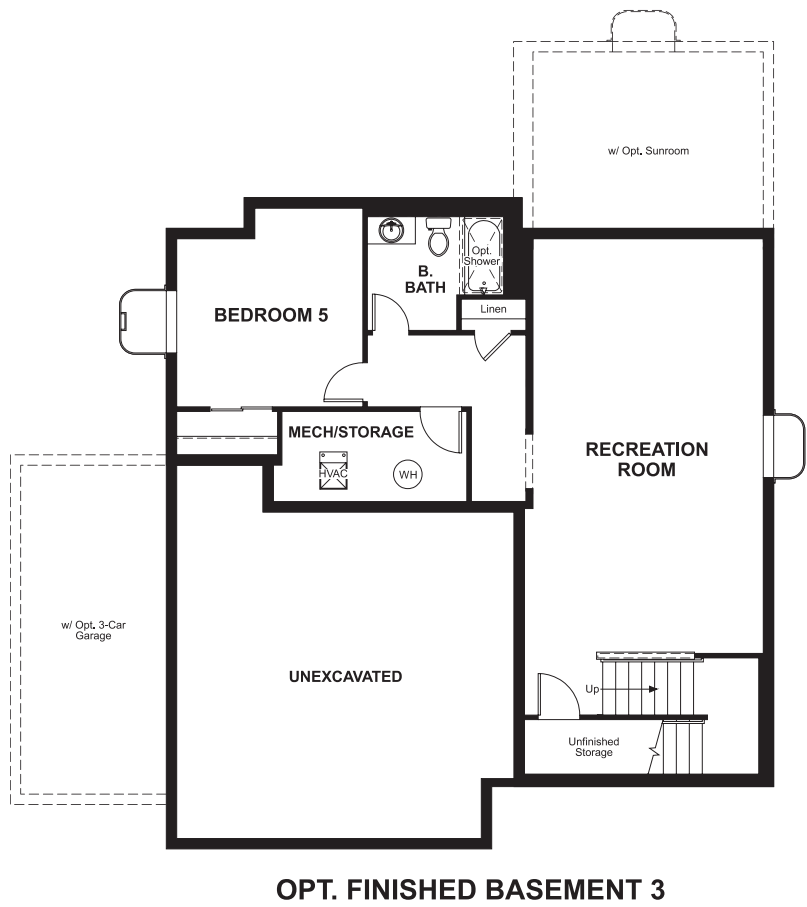 w/ Opt. Sunroom
Opt.
Shower
B.
BATH
BEDROOM 5
Linen
MECH/STORAGE
HVAC
WH
RECREATION
ROOM
w/ Opt. 3-Car
Garage
UNEXCAVATED
Up
Unfinished
Storage
OPT. FINISHED BASEMENT 3